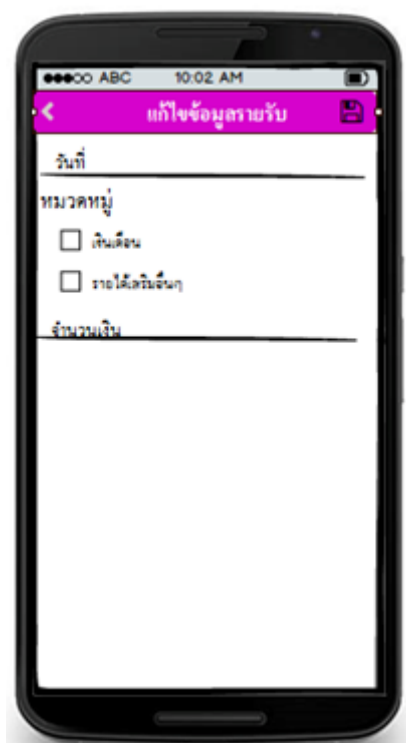 ABC 10:02 AM
แก้ไขข้อมูลรายรับ
วันที่
หมวดหมู่
เงินเดือน
รายได้เสริมอื่นๆ
จำนวนเงิน